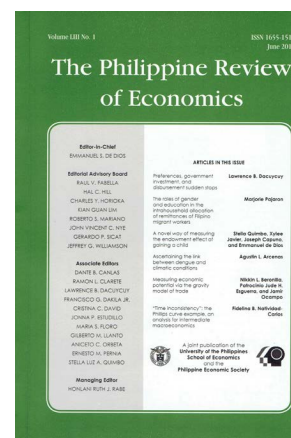 Volume LIII No. 1
ISSN 1655-151
June 201
The Philippine Review
of Economics
Editor-in-Chief
EMMANUEL S. DE DIOS
Editorial Advisory Board
RAUL V. FABELLA
HAL C. HILL
CHARLES Y. HORIOKA
KIAN GUAN LIM
ROBERTO S. MARIANO
JOHN VINCENT C. NYE
GERARDO P. SICAT
JEFFREY G. WILLIAMSON
Associate Editors
DANTE B. CANLAS
RAMON L. CLARETE
LAWRENCE B. DACUYCUY
FRANCISCO G. DAKILA JR.
CRISTINA C. DAVID
JONNA P. ESTUDILLO
MARIA S. FLORO
GILBERTO M. LLANTO
ANICETO C. ORBETA
ERNESTO M. PERNIA
STELLA LUZ A. QUIMBO
Managing Editor
HONLANI RUTH J. RABE
ARTICLES IN THIS ISSUE
Preferences, government
investment, and
disbursement sudden stops
Lawrence B. Dacuycuy
The roles of gender
and education in the
intrahousehold allocation
of remittances of Filipino
migrant workers
Marjorie Pajaron
A novel way of measuring
the endowment effect of
gaining a child
Stella Quimbo, Xylee
Javier, Joseph Capuno,
and Emmanuel de Dios
Ascertaining the link
between dengue and
climatic conditions
Agustin L. Arcenas
Measuring economic
potential via the gravity
model of trade
Nikkin L. Beronilla,
Patrocinio Jude H.
Esguerra, and Jamil
Ocampo
"Time inconsistency": the
Phillips curve example, an
analysis for intermediate
macroeconomics
Fidelina B. Natividad-
Carlos
A joint publication of the
University of the Philippines
School of Economics
and the
Philippine Economic Society